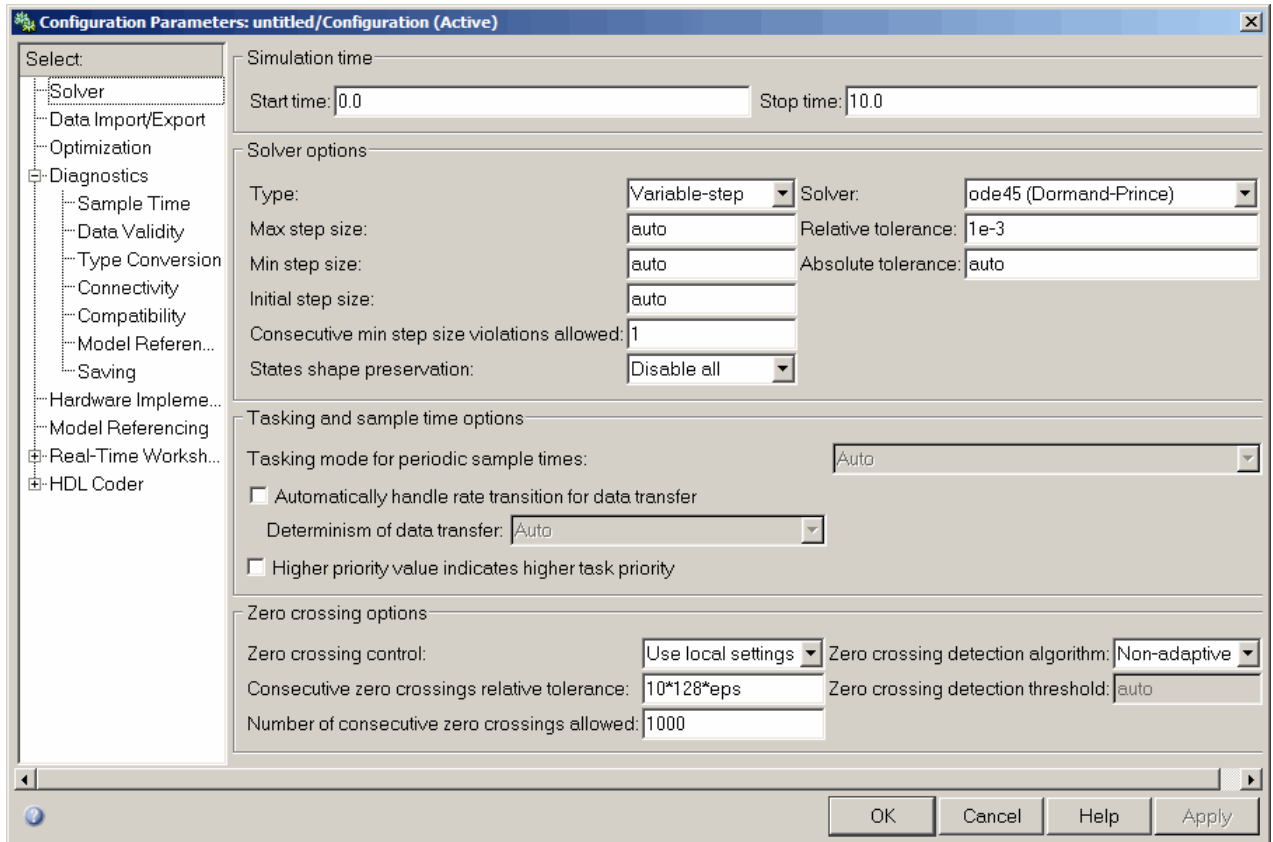 Configuration Parameters: untitled/Configuration (Active)
Select:
Solver
Data Import/Export
Optimization
Diagnostics
Sample Time
Data Validity
Type Conversion
Connectivity
Compatibility
Model Referen...
Saving
Hardware Impleme...
Model Referencing
Real-Time Worksh...
HDL Coder
Simulation time
Start time: 0.0 Stop time: 10.0
Solver options
Type: Variable-step Solver: ode45 (Dormand-Prince)
Max step size: auto Relative tolerance: 1e-3
Min step size: auto Absolute tolerance: auto
Initial step size: auto
Consecutive min step size violations allowed: 1
States shape preservation: Disable all
Tasking and sample time options
Tasking mode for periodic sample times: Auto
Automatically handle rate transition for data transfer
Determinism of data transfer: Auto
Higher priority value indicates higher task priority
Zero crossing options
Zero crossing control: Use local settings Zero crossing detection algorithm: Non-adaptive
Consecutive zero crossings relative tolerance: 10*128*eps Zero crossing detection threshold: auto
Number of consecutive zero crossings allowed: 1000
OK Cancel Help Apply